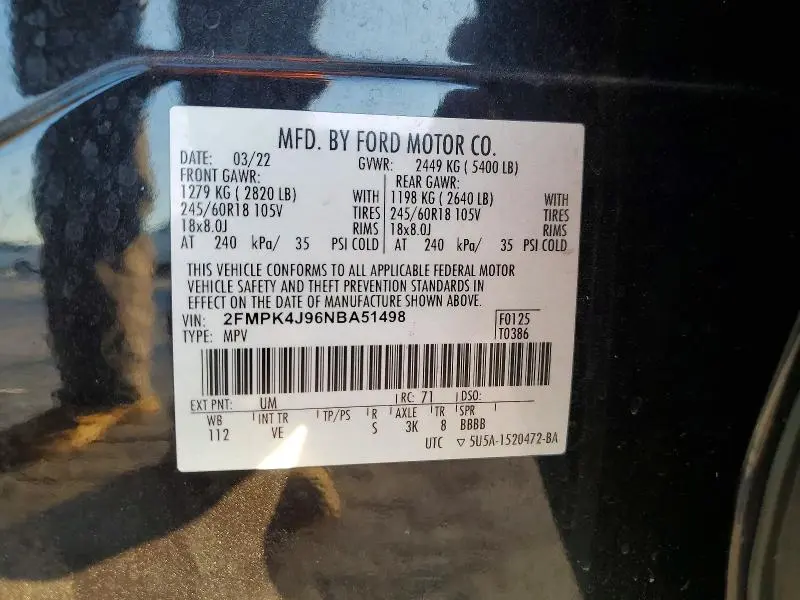 MFD. BY FORD MOTOR CO.
DATE: 03/22 GVWR: 2449 KG ( 5400 LB)
FRONT GAWR: REAR GAWR:
1279 KG ( 2820 LB) WITH 1198 KG ( 2640 LB) WITH
245/60R18 105V TIRES 245/60R18 105V TIRES
18x8.0J RIMS 18x8.0J RIMS
AT 240 kPa/ 35 PSI COLD AT 240 kPa/ 35 PSI COLD
THIS VEHICLE CONFORMS TO ALL APPLICABLE FEDERAL MOTOR
VEHICLE SAFETY AND THEFT PREVENTION STANDARDS IN
EFFECT ON THE DATE OF MANUFACTURE SHOWN ABOVE.
VIN: 2FMPK4J96NBA51498 F0125
TYPE: MPV T0386
EXT PNT: UM RC: 71 DSO:
WB INT TR TP/PS R AXLE TR SPR
112 VE S 3K 8 BBBB
UTC ▽ 5U5A-1520472-BA